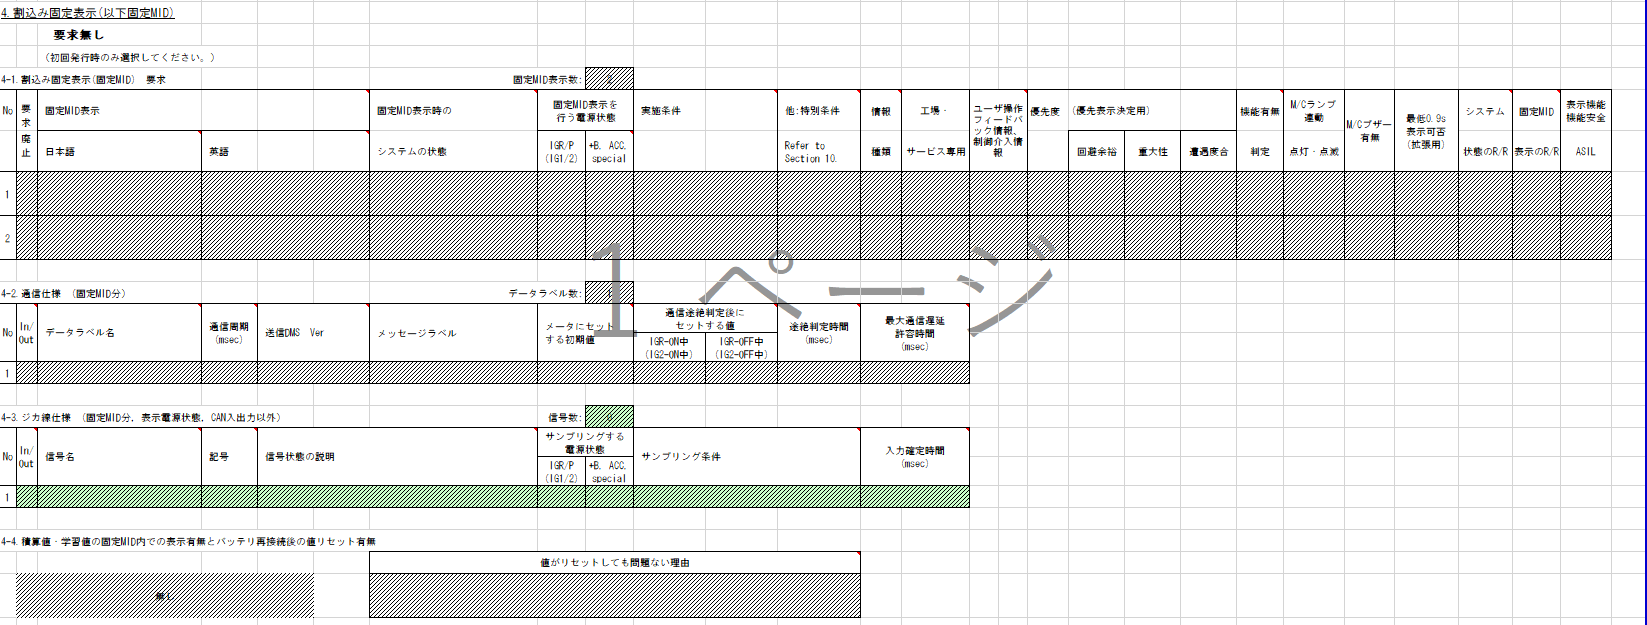 4.割込み固定表示(以下固定MID)
要求無し
(初回発行時のみ選択してください。)
4-1.割込み固定表示(固定MID) 要求 固定MID表示数:
No 要求 廃止 固定MID表示 固定MID表示時の 固定MID表示を行う電源状態 実施条件 他:特別条件 情報 工場・ ユーザ操作フィードバック情報、制御介入情報 優先度 (優先表示決定用) 機能有無 M/Cランプ連動 M/Cブザー有無 最低0.9s表示可否(拡張用) システム 固定MID 表示機能機能安全
日本語 英語 システムの状態 IGR/P (IG1/2) +B, ACC, special Refer to Section 10. 種類 サービス専用 回避余裕 重大性 遭遇度合 判定 点灯・点滅 状態のR/R 表示のR/R ASIL
1
2
1 ページ
4-2.通信仕様 (固定MID分) データラベル数:
No In/Out データラベル名 通信周期(msec) 送信DMS Ver メッセージラベル メータにセットする初期値 通信途絶判定後にセットする値 途絶判定時間(msec) 最大通信遅延許容時間(msec)
IGR-ON中 (IG2-ON中) IGR-OFF中 (IG2-OFF中)
1
4-3.ジカ線仕様 (固定MID分, 表示電源状態, CAN入出力以外) 信号数:
No In/Out 信号名 記号 信号状態の説明 サンプリングする電源状態 サンプリング条件 入力確定時間(msec)
IGR/P (IG1/2) +B, ACC, special
1
4-4.積算値・学習値の固定MID内での表示有無とバッテリ再接続後の値リセット有無
値がリセットしても問題ない理由
無し